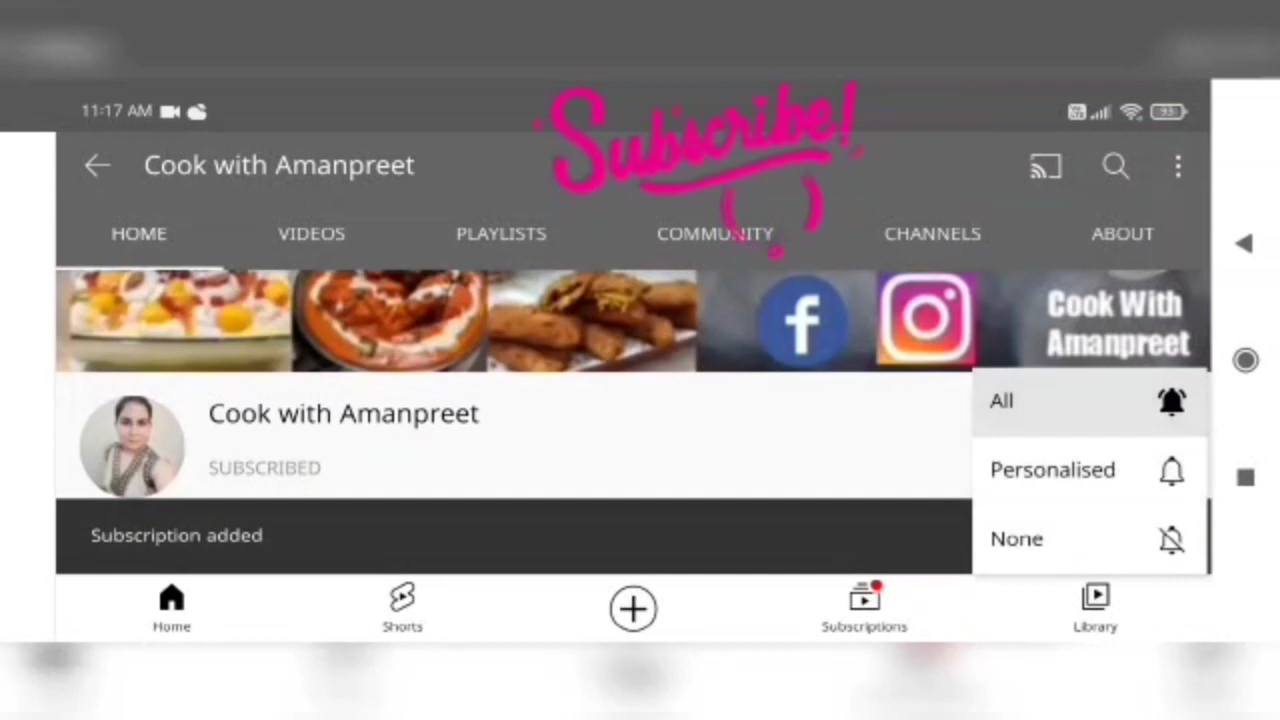 11:17 AM
Subscribe!
93
Cook with Amanpreet
HOME VIDEOS PLAYLISTS COMMUNITY CHANNELS ABOUT
Cook With
Amanpreet
Cook with Amanpreet
SUBSCRIBED
All
Personalised
None
Subscription added
Home Shorts Subscriptions Library